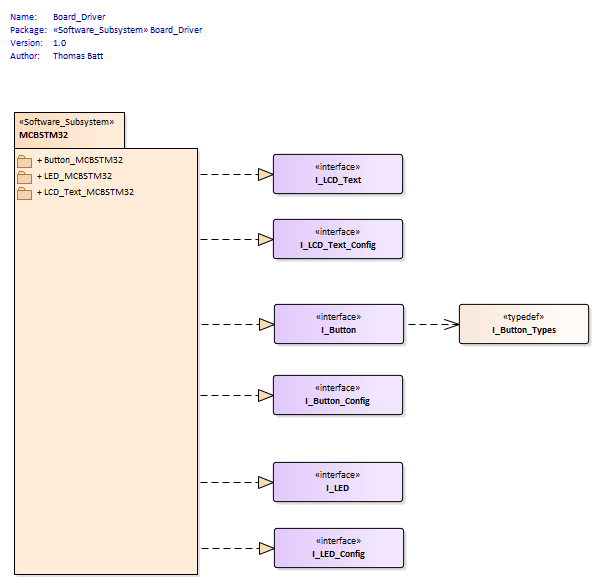 Name: Board_Driver
Package: «Software_Subsystem» Board_Driver
Version: 1.0
Author: Thomas Batt
«Software_Subsystem»
MCBSTM32
+ Button_MCBSTM32
+ LED_MCBSTM32
+ LCD_Text_MCBSTM32
«interface»
I_LCD_Text
«interface»
I_LCD_Text_Config
«interface»
I_Button
«typedef»
I_Button_Types
«interface»
I_Button_Config
«interface»
I_LED
«interface»
I_LED_Config